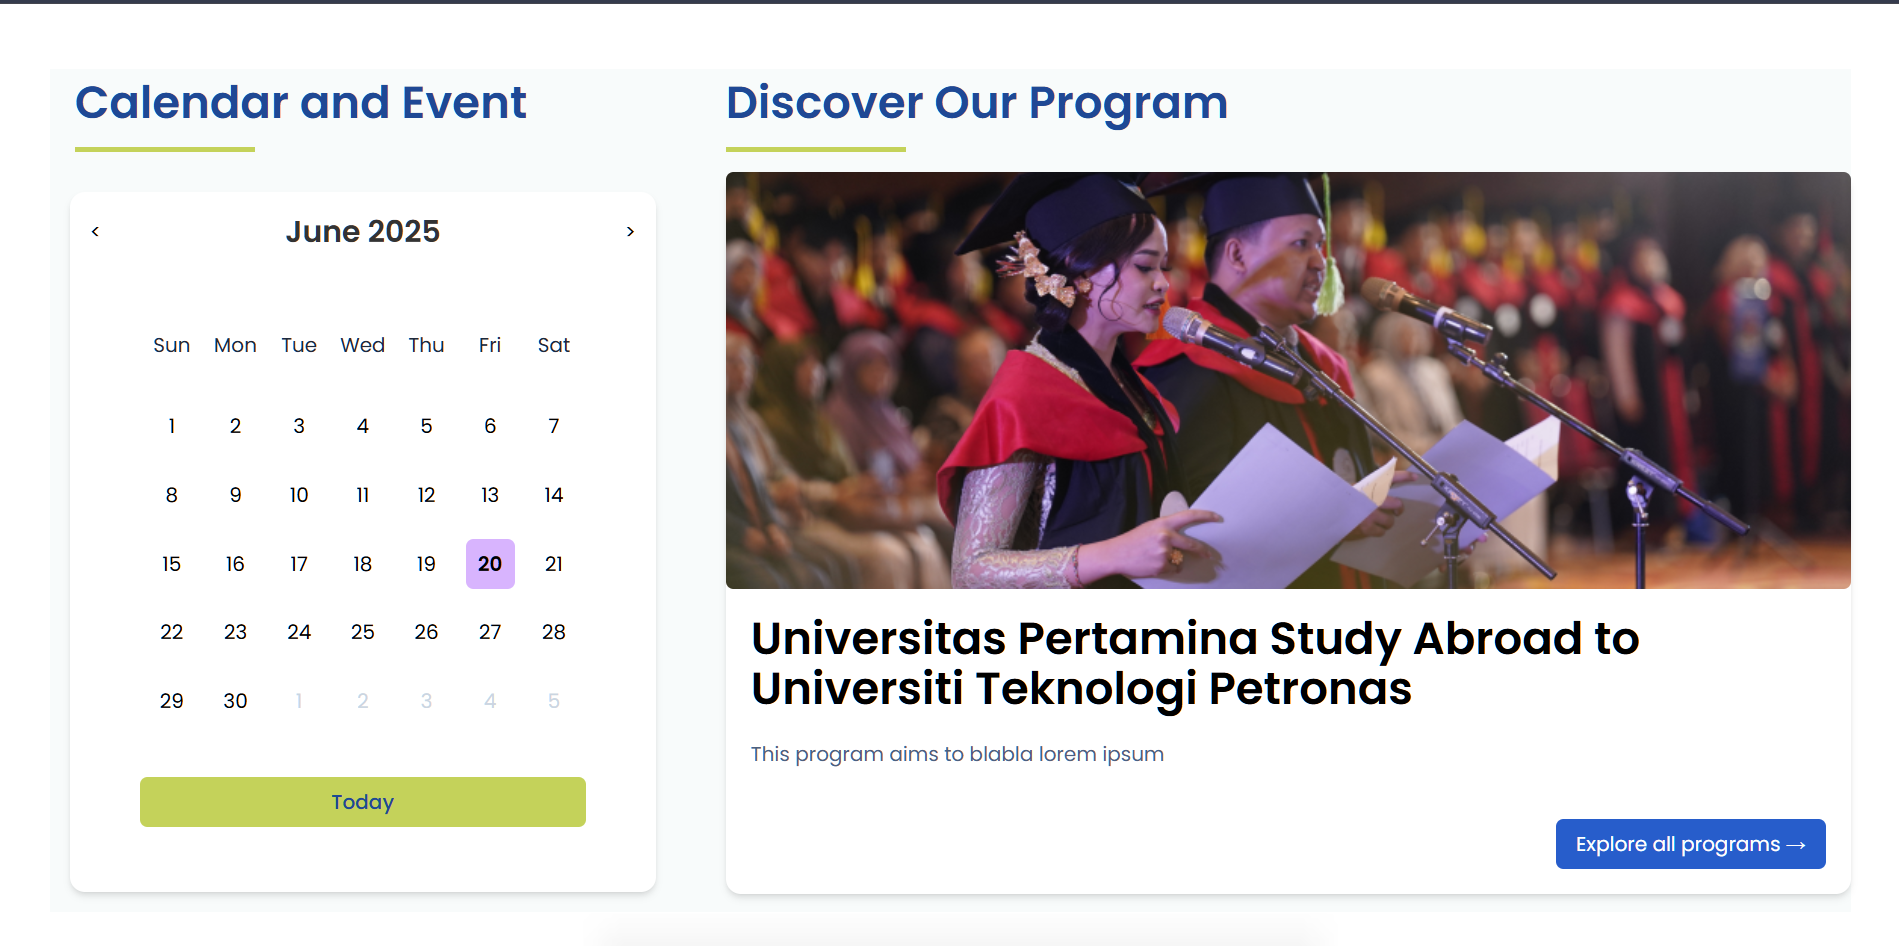 Calendar and Event
< June 2025 >
Sun Mon Tue Wed Thu Fri Sat
1 2 3 4 5 6 7
8 9 10 11 12 13 14
15 16 17 18 19 20 21
22 23 24 25 26 27 28
29 30 1 2 3 4 5
Today
Discover Our Program
Universitas Pertamina Study Abroad to
Universiti Teknologi Petronas
This program aims to blabla lorem ipsum
Explore all programs →